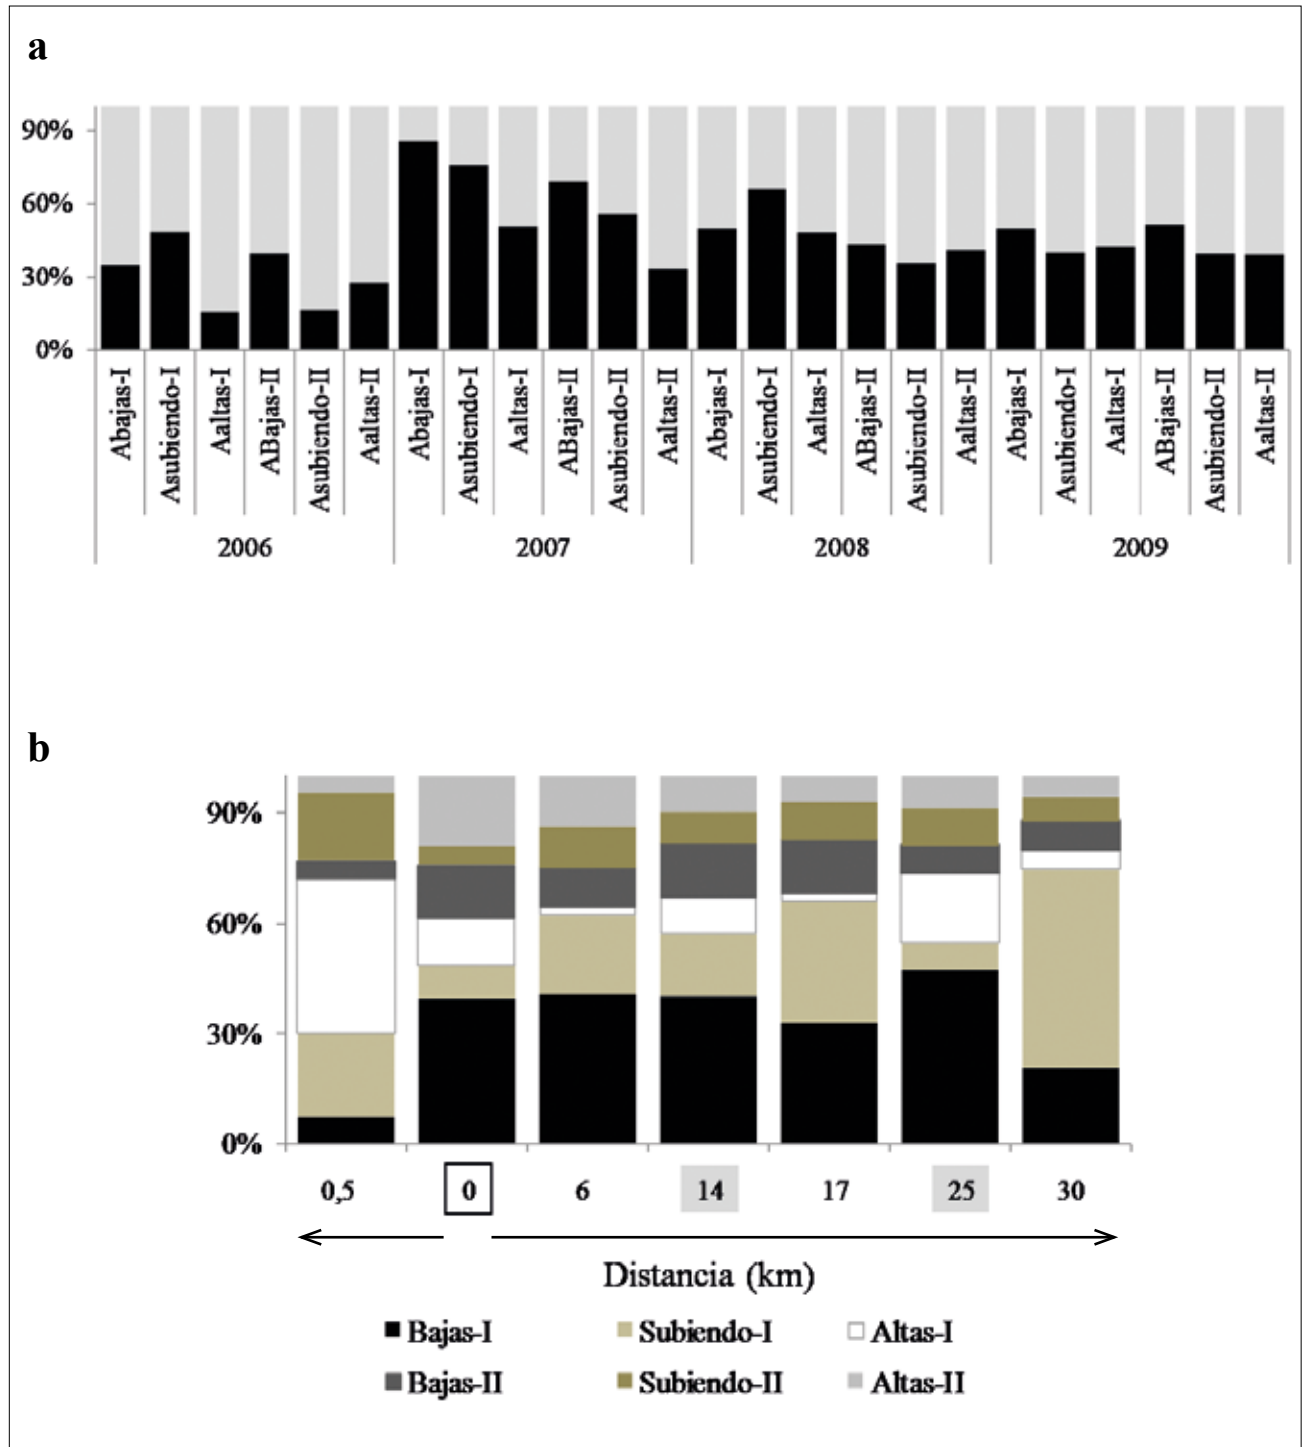 a
90%
60%
30%
0%
Abajas-I Asubiendo-I Aaltas-I ABajas-II Asubiendo-II Aaltas-II Abajas-I Asubiendo-I Aaltas-I ABajas-II Asubiendo-II Aaltas-II Abajas-I Asubiendo-I Aaltas-I ABajas-II Asubiendo-II Aaltas-II Abajas-I Asubiendo-I Aaltas-I ABajas-II Asubiendo-II Aaltas-II
2006 2007 2008 2009
b
90%
60%
30%
0%
0,5 0 6 14 17 25 30
Distancia (km)
Bajas-I Subiendo-I Altas-I
Bajas-II Subiendo-II Altas-II